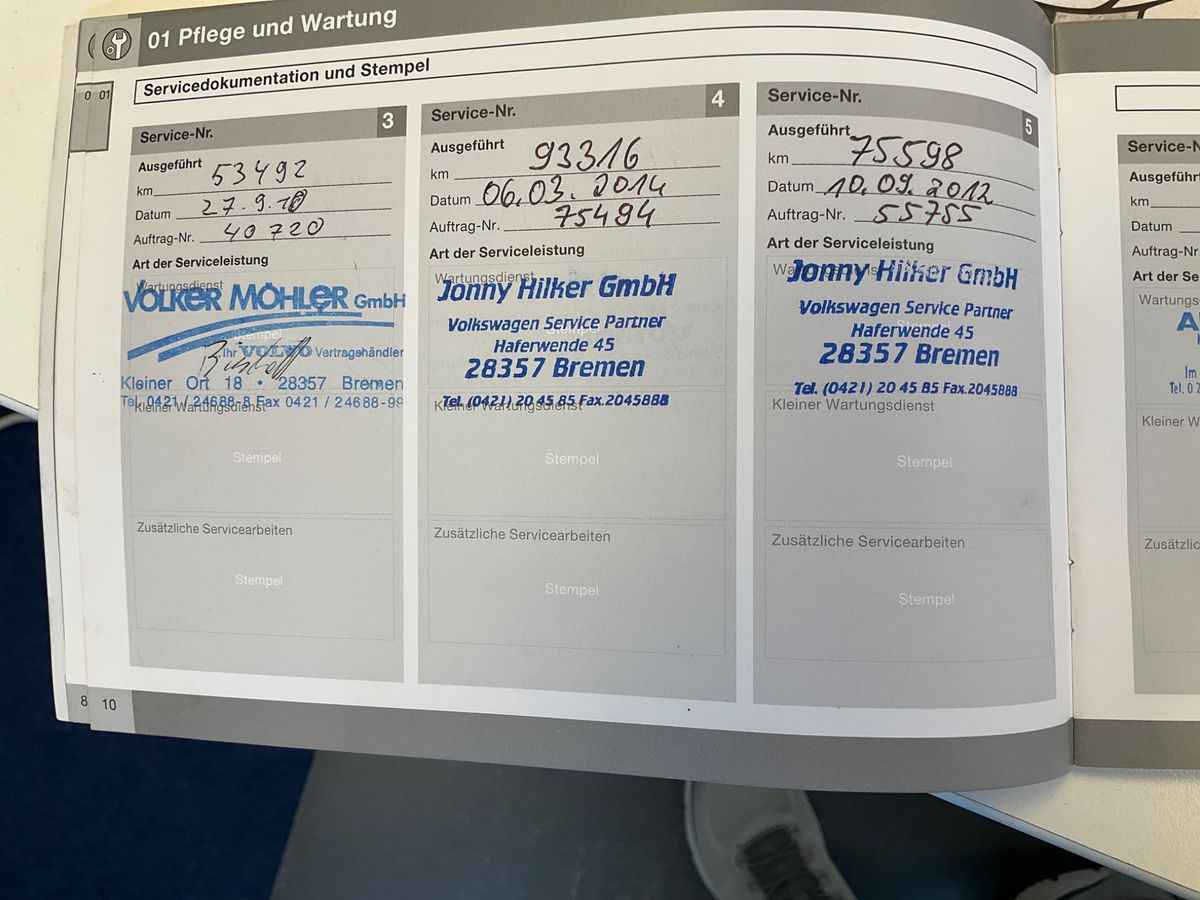 01 Pflege und Wartung
0 01
Servicedokumentation und Stempel
Service-Nr. 3
Ausgeführt
km 53492
Datum 27.9.10
Auftrag-Nr. 40720
Art der Serviceleistung
Wartungsdienst
VOLKER MÖHLER GmbH
Stempel
Ihr VOLVO Vertragshändler
Kleiner Ort 18 • 28357 Bremen
Tel. 0421 / 24688-8 Fax 0421 / 24688-99
Kleiner Wartungsdienst
Stempel
Zusätzliche Servicearbeiten
Stempel
Service-Nr. 4
Ausgeführt
km 93316
Datum 06.03.2014
Auftrag-Nr. 75494
Art der Serviceleistung
Wartungsdienst
Jonny Hilker GmbH
Volkswagen Service Partner
Stempel
Haferwende 45
28357 Bremen
Tel. (0421) 20 45 85 Fax.2045888
Kleiner Wartungsdienst
Stempel
Zusätzliche Servicearbeiten
Stempel
Service-Nr. 5
Ausgeführt
km 75598
Datum 10.09.2012
Auftrag-Nr. 55755
Art der Serviceleistung
Wartungsdienst
Jonny Hilker GmbH
Volkswagen Service Partner
Stempel
Haferwende 45
28357 Bremen
Tel. (0421) 20 45 85 Fax.2045888
Kleiner Wartungsdienst
Stempel
Zusätzliche Servicearbeiten
Stempel
8 10
Service-N
Ausgeführt
km
Datum
Auftrag-N
Art der Se
Wartungs
Im
Tel. 0
Kleiner W
Zusätzlic